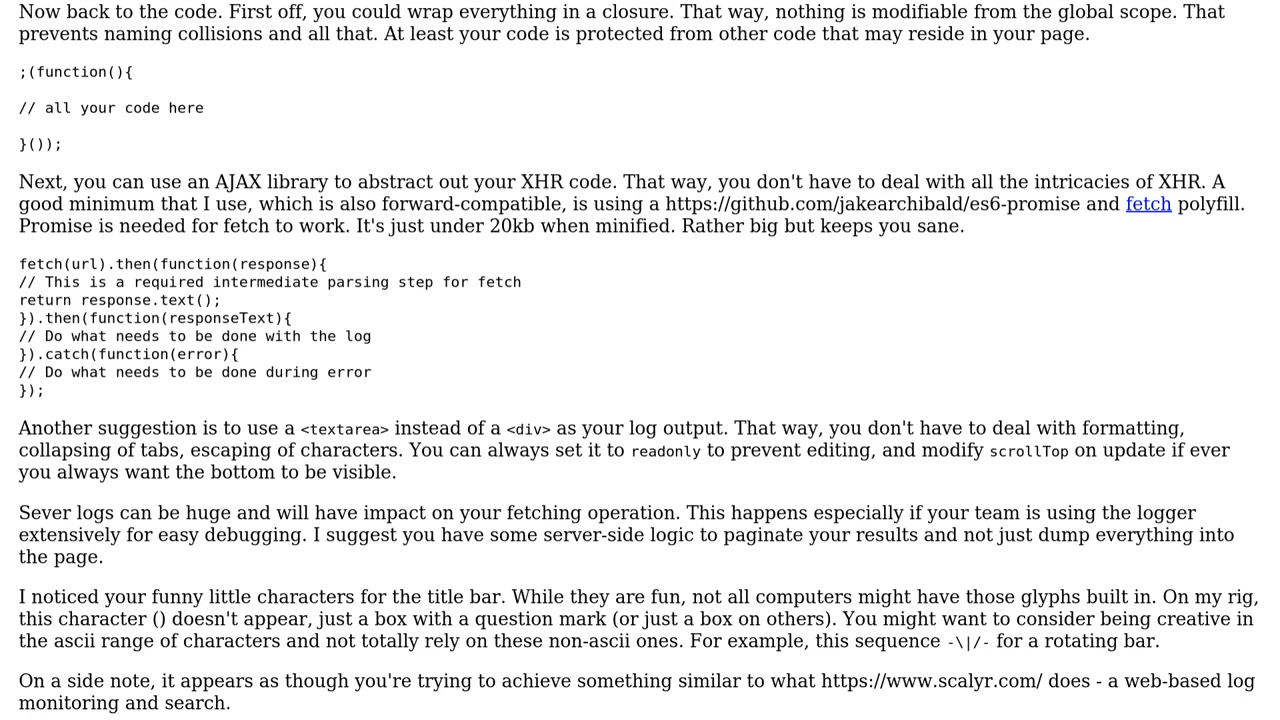 Now back to the code. First off, you could wrap everything in a closure. That way, nothing is modifiable from the global scope. That
prevents naming collisions and all that. At least your code is protected from other code that may reside in your page.
;(function(){
// all your code here
}());
Next, you can use an AJAX library to abstract out your XHR code. That way, you don't have to deal with all the intricacies of XHR. A
good minimum that I use, which is also forward-compatible, is using a https://github.com/jakearchibald/es6-promise and fetch polyfill.
Promise is needed for fetch to work. It's just under 20kb when minified. Rather big but keeps you sane.
fetch(url).then(function(response){
// This is a required intermediate parsing step for fetch
return response.text();
}).then(function(responseText){
// Do what needs to be done with the log
}).catch(function(error){
// Do what needs to be done during error
});
Another suggestion is to use a <textarea> instead of a <div> as your log output. That way, you don't have to deal with formatting,
collapsing of tabs, escaping of characters. You can always set it to readonly to prevent editing, and modify scrollTop on update if ever
you always want the bottom to be visible.
Sever logs can be huge and will have impact on your fetching operation. This happens especially if your team is using the logger
extensively for easy debugging. I suggest you have some server-side logic to paginate your results and not just dump everything into
the page.
I noticed your funny little characters for the title bar. While they are fun, not all computers might have those glyphs built in. On my rig,
this character () doesn't appear, just a box with a question mark (or just a box on others). You might want to consider being creative in
the ascii range of characters and not totally rely on these non-ascii ones. For example, this sequence -\|/- for a rotating bar.
On a side note, it appears as though you're trying to achieve something similar to what https://www.scalyr.com/ does - a web-based log
monitoring and search.